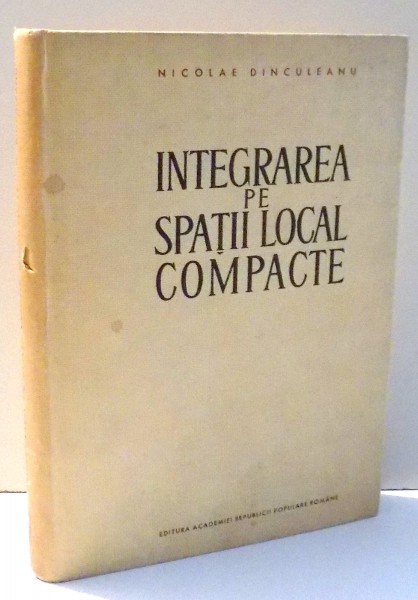 NICOLAE DINCULEANU
INTEGRAREA
PE
SPAȚII LOCAL
COMPACTE
EDITURA ACADEMIEI REPUBLICII POPULARE ROMÂNE